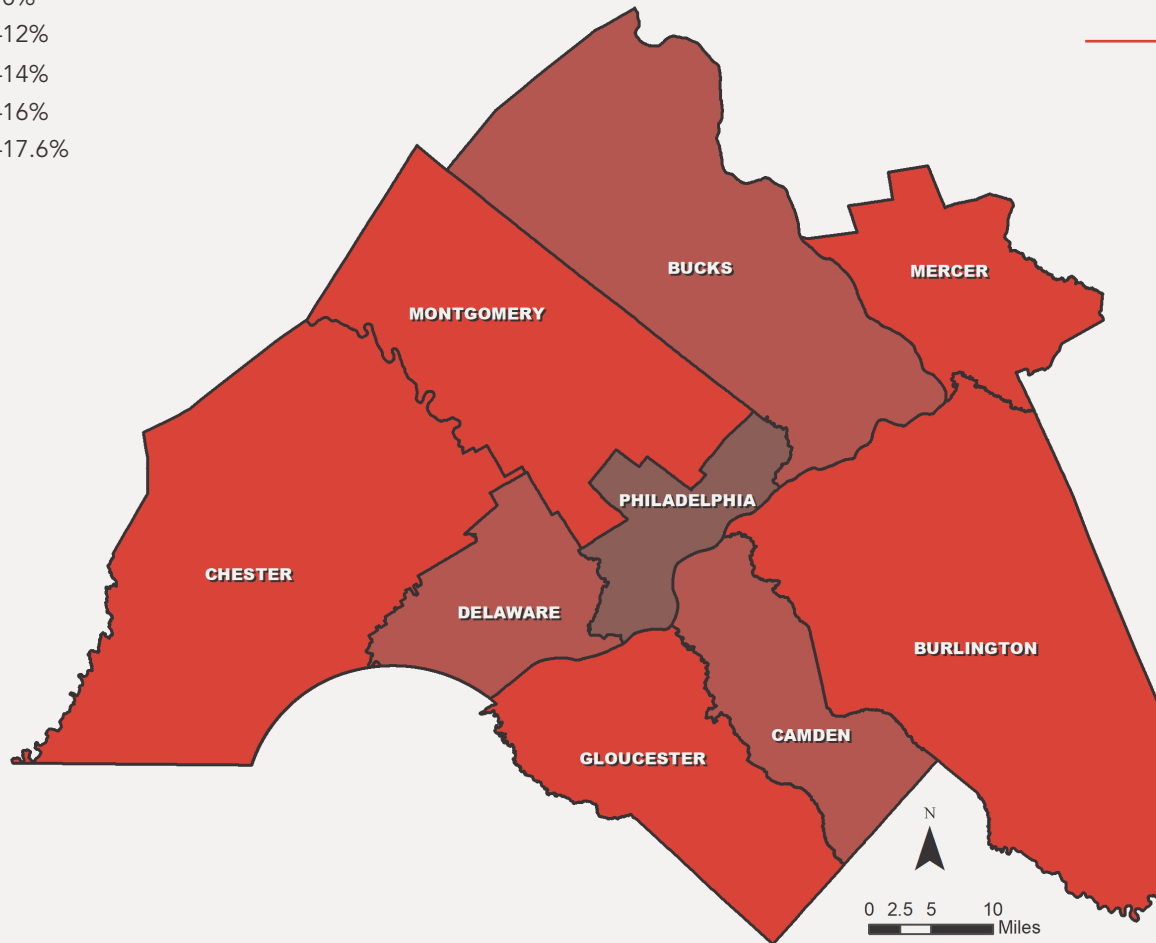 -12%
-14%
-16%
-17.6%
BUCKS
MERCER
MONTGOMERY
PHILADELPHIA
CHESTER
DELAWARE
BURLINGTON
CAMDEN
GLOUCESTER
N
0 2.5 5 10
Miles